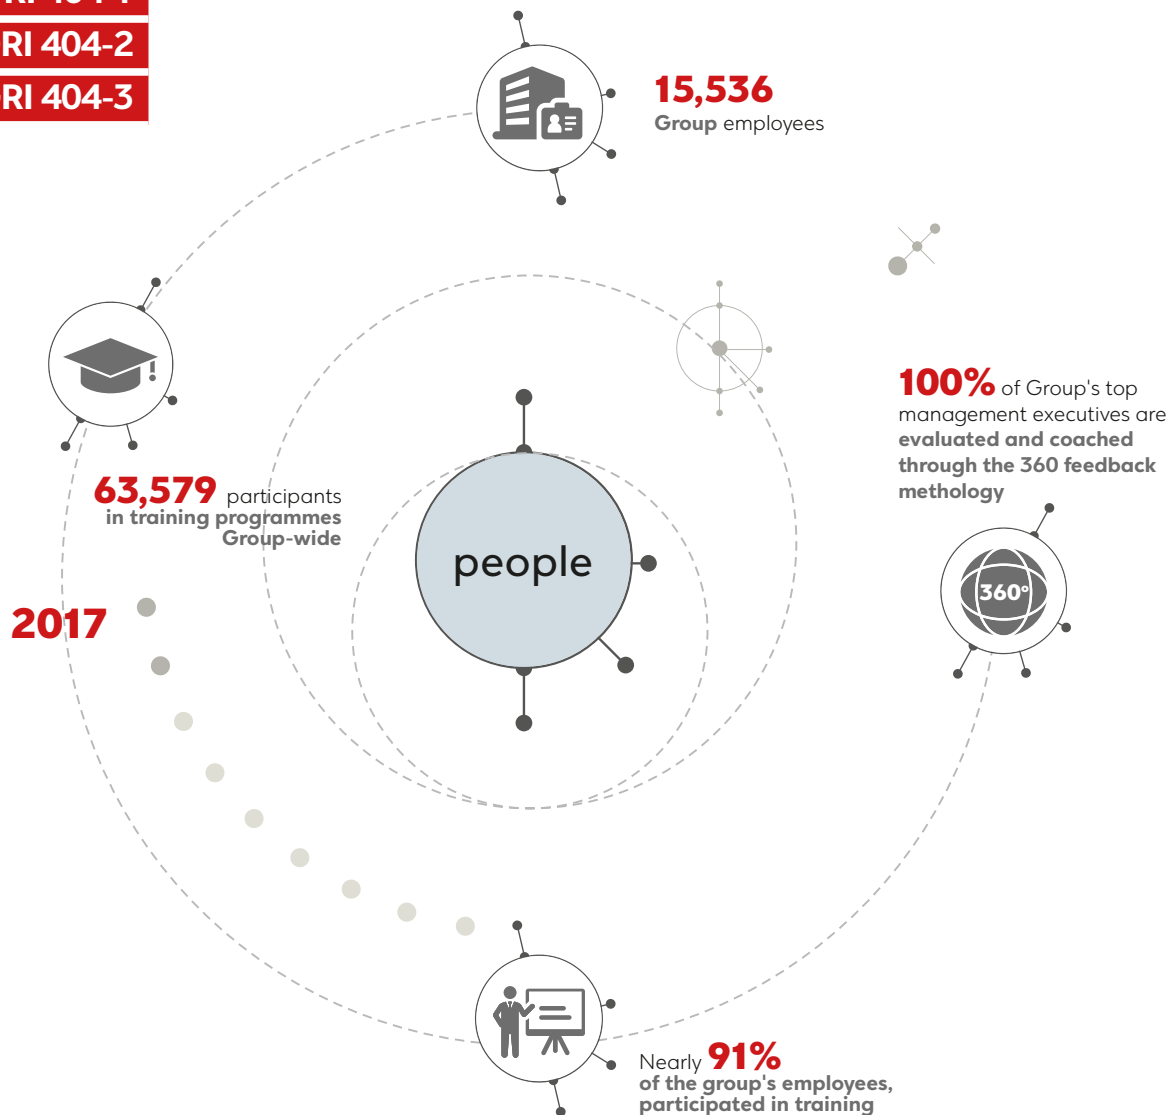 RI 404-2
RI 404-3
15,536
Group employees
100% of Group's top
management executives are
evaluated and coached
through the 360 feedback
methology
63,579 participants
in training programmes
Group-wide
people
360°
2017
Nearly 91%
of the group's employees,
participated in training